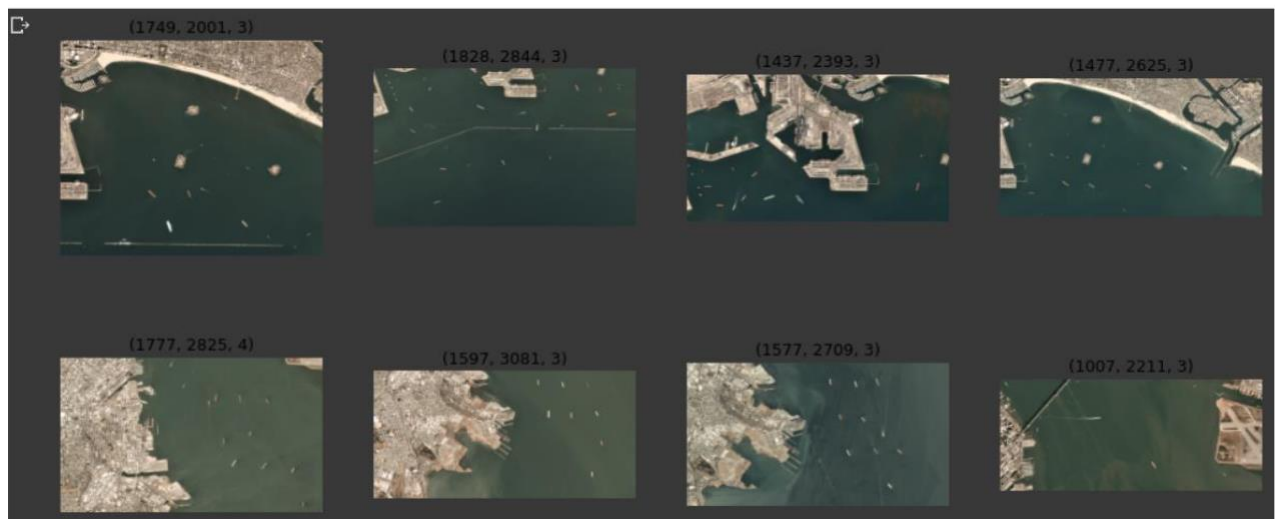 (1749, 2001, 3)
(1828, 2844, 3)
(1437, 2393, 3)
(1477, 2625, 3)
(1777, 2825, 4)
(1597, 3081, 3)
(1577, 2709, 3)
(1007, 2211, 3)